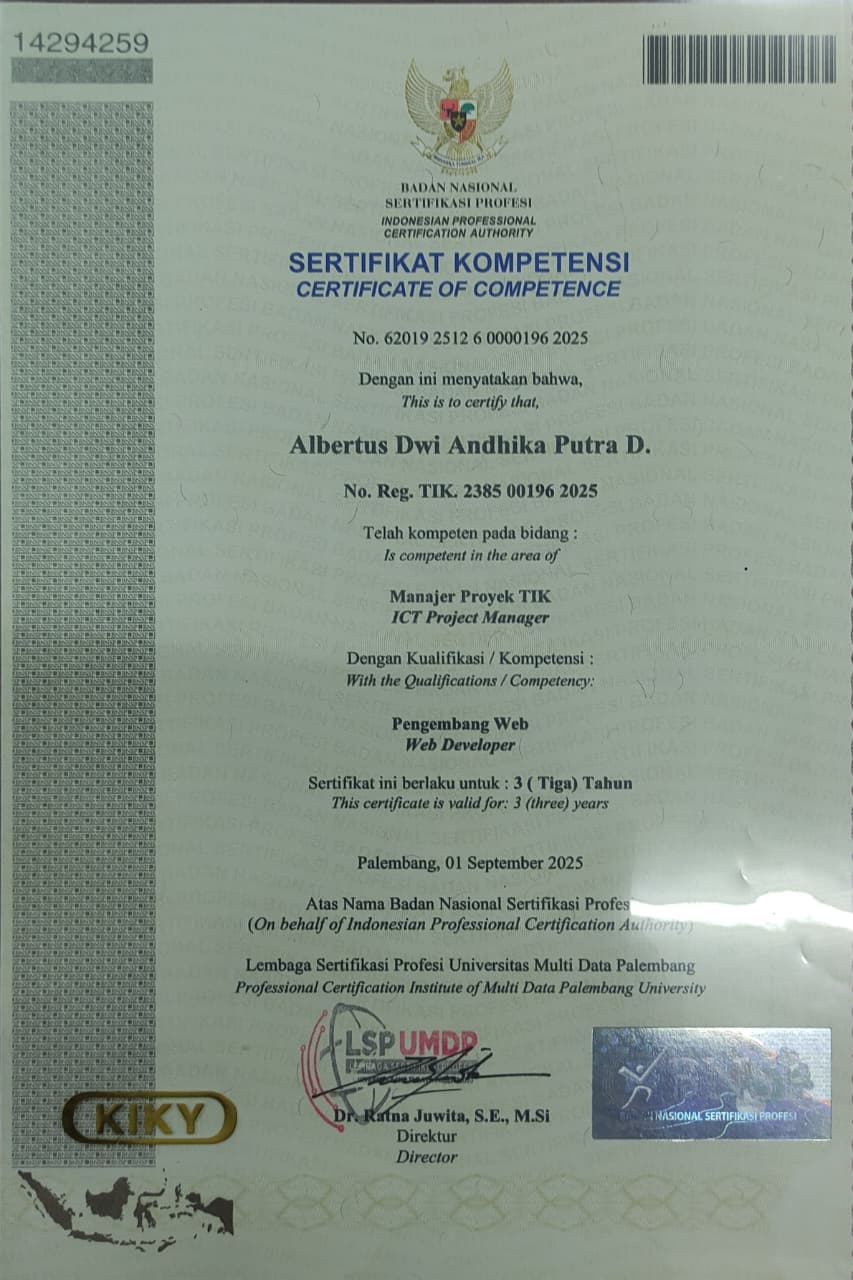 14294259
BADAN NASIONAL
SERTIFIKASI PROFESI
INDONESIAN PROFESSIONAL
CERTIFICATION AUTHORITY
SERTIFIKAT KOMPETENSI
CERTIFICATE OF COMPETENCE
No. 62019 2512 6 0000196 2025
Dengan ini menyatakan bahwa,
This is to certify that,
Albertus Dwi Andhika Putra D.
No. Reg. TIK. 2385 00196 2025
Telah kompeten pada bidang :
Is competent in the area of
Manajer Proyek TIK
ICT Project Manager
Dengan Kualifikasi / Kompetensi :
With the Qualifications / Competency:
Pengembang Web
Web Developer
Sertifikat ini berlaku untuk : 3 ( Tiga) Tahun
This certificate is valid for: 3 (three) years
Palembang, 01 September 2025
Atas Nama Badan Nasional Sertifikasi Profes
(On behalf of Indonesian Professional Certification Authority)
Lembaga Sertifikasi Profesi Universitas Multi Data Palembang
Professional Certification Institute of Multi Data Palembang University
LSP UMDP
Dr. Ratna Juwita, S.E., M.Si
Direktur
Director
KIKY
NASIONAL SERTIFIKASI PROFESI